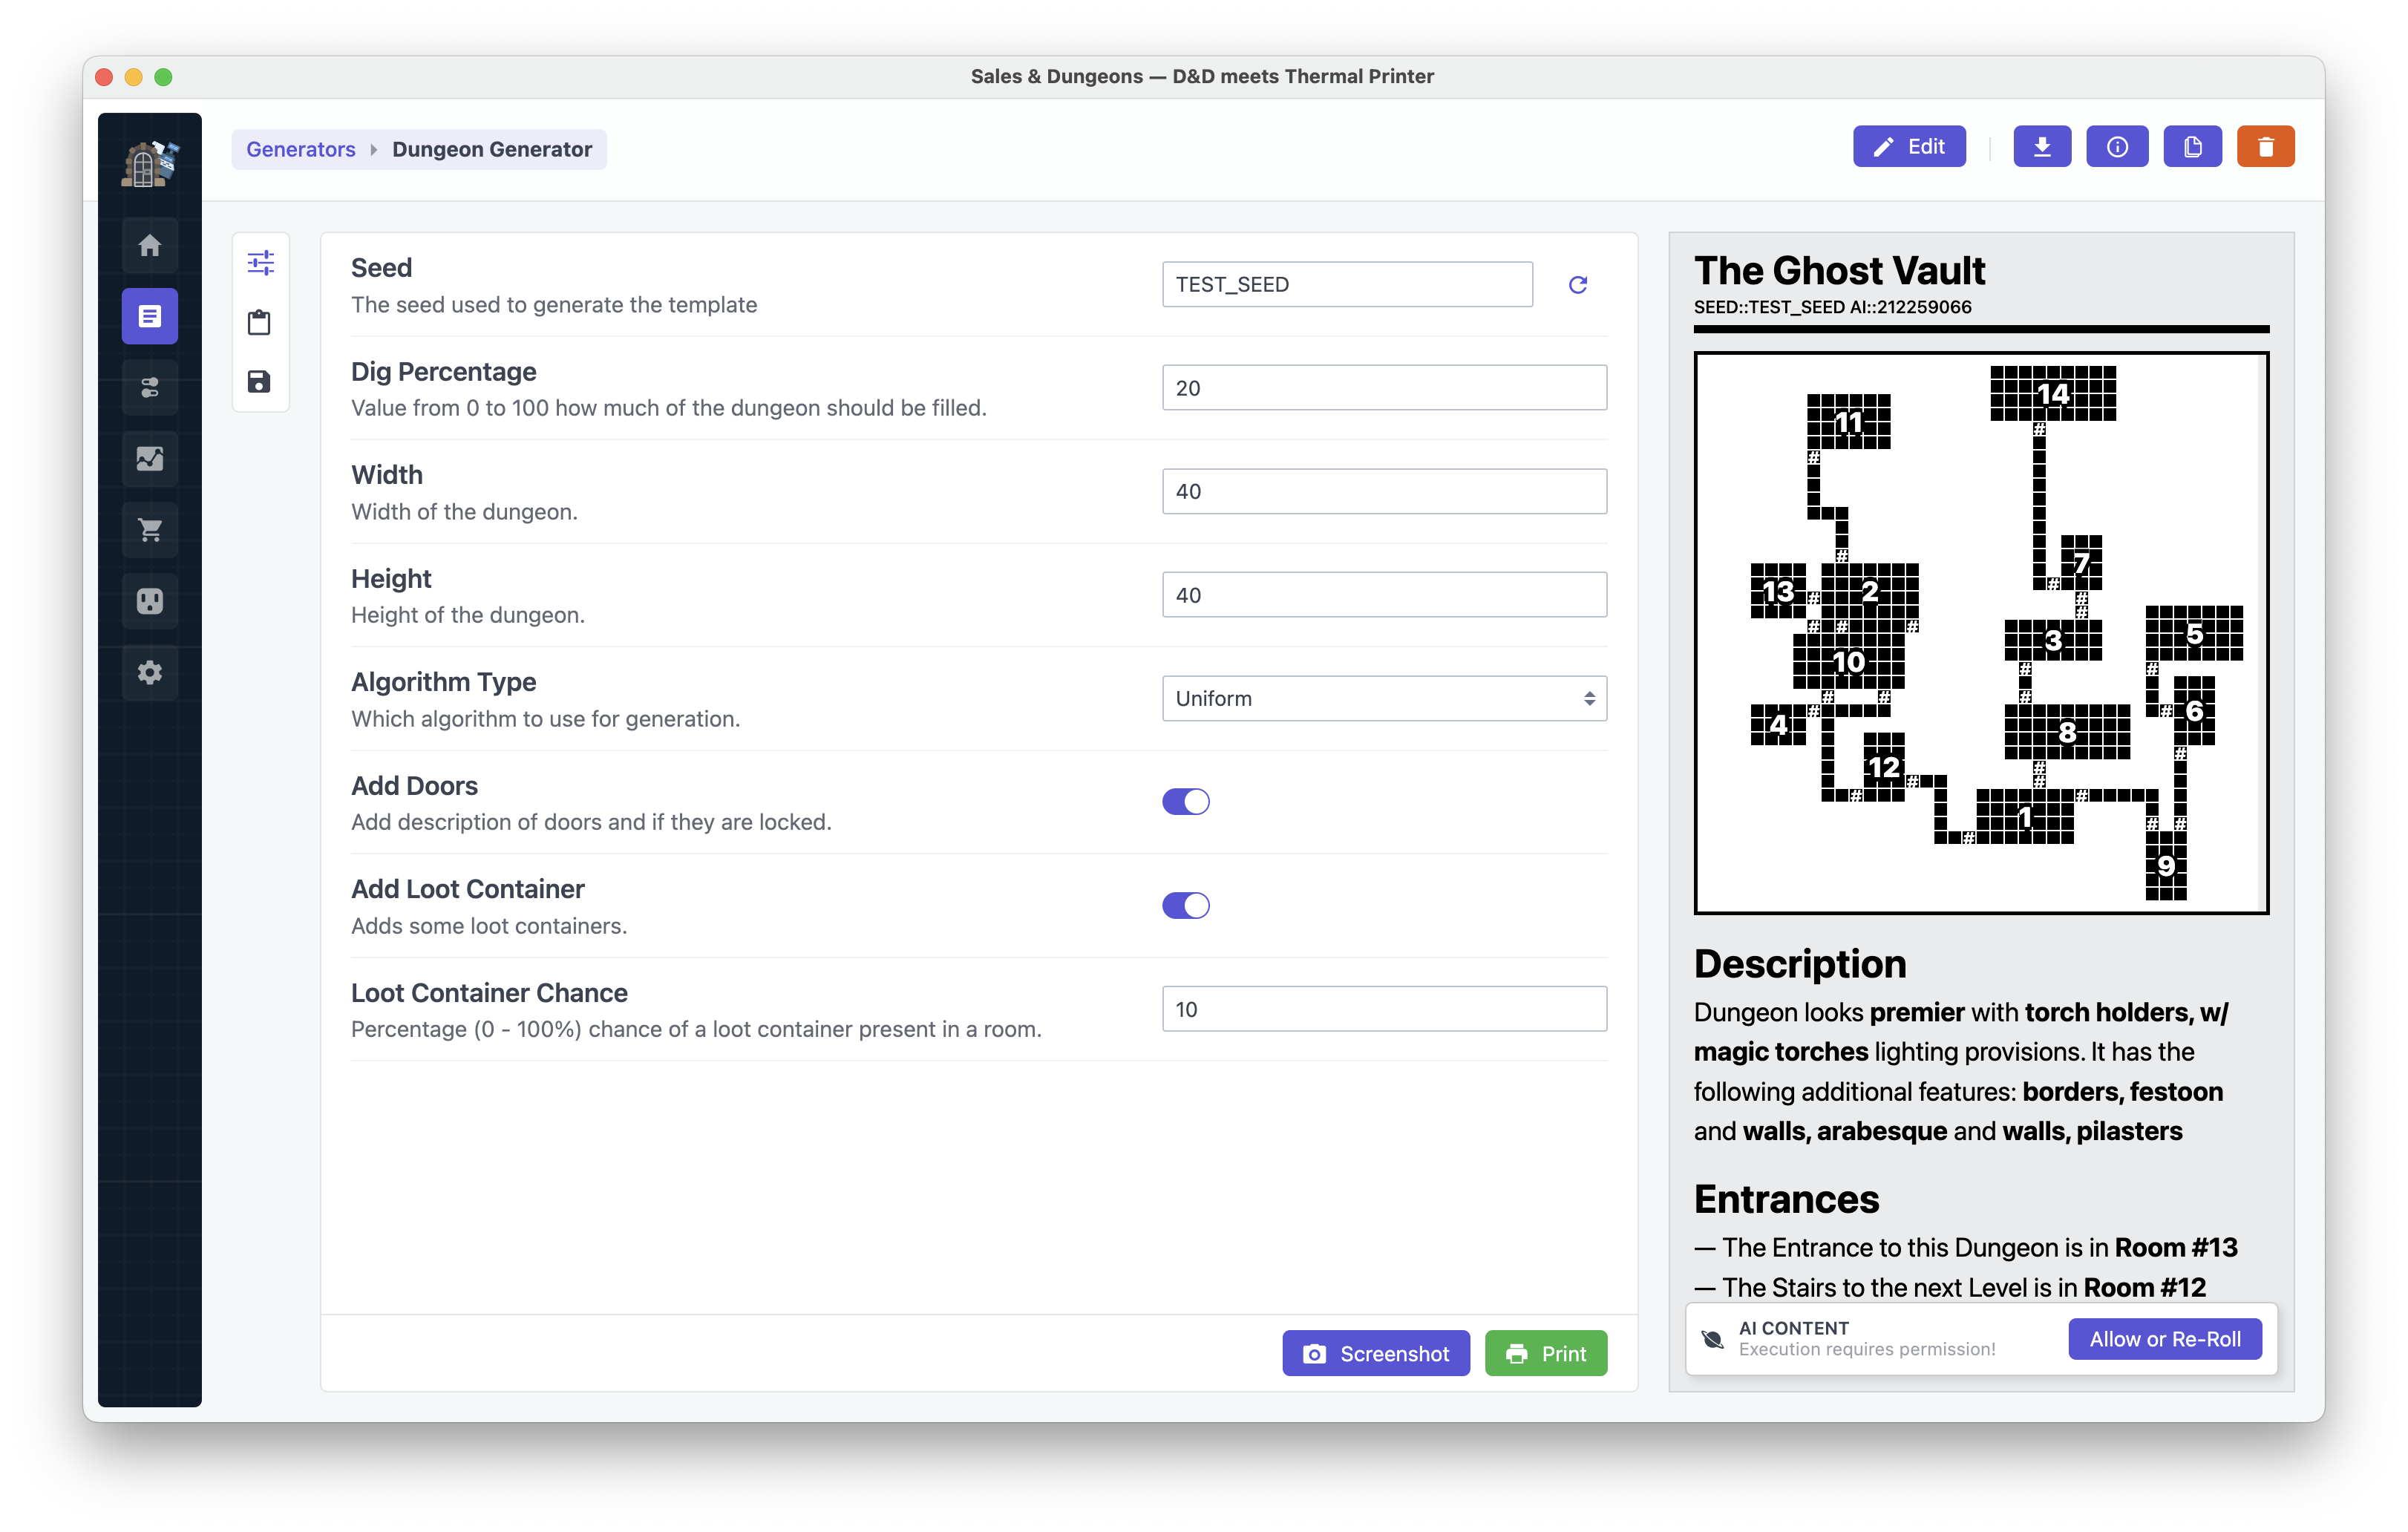 Sales & Dungeons — D&D meets Thermal Printer
Generators
Dungeon Generator
Edit
Seed
The seed used to generate the template
TEST_SEED
Dig Percentage
Value from 0 to 100 how much of the dungeon should be filled.
20
Width
Width of the dungeon.
40
Height
Height of the dungeon.
40
Algorithm Type
Which algorithm to use for generation.
Uniform
Add Doors
Add description of doors and if they are locked.
Add Loot Container
Adds some loot containers.
Loot Container Chance
Percentage (0 - 100%) chance of a loot container present in a room.
10
Screenshot
Print
The Ghost Vault
SEED::TEST_SEED AI::212259066
14
11
#
#
#
7
13
#
2
#
#
#
#
#
#
3
5
10
#
#
#
#
#
4
#
#
6
8
#
12
#
#
#
#
#
1
#
#
#
9
Description
Dungeon looks premier with torch holders, w/
magic torches lighting provisions. It has the
following additional features: borders, festoon
and walls, arabesque and walls, pilasters
Entrances
— The Entrance to this Dungeon is in Room #13
— The Stairs to the next Level is in Room #12
AI CONTENT
Execution requires permission!
Allow or Re-Roll